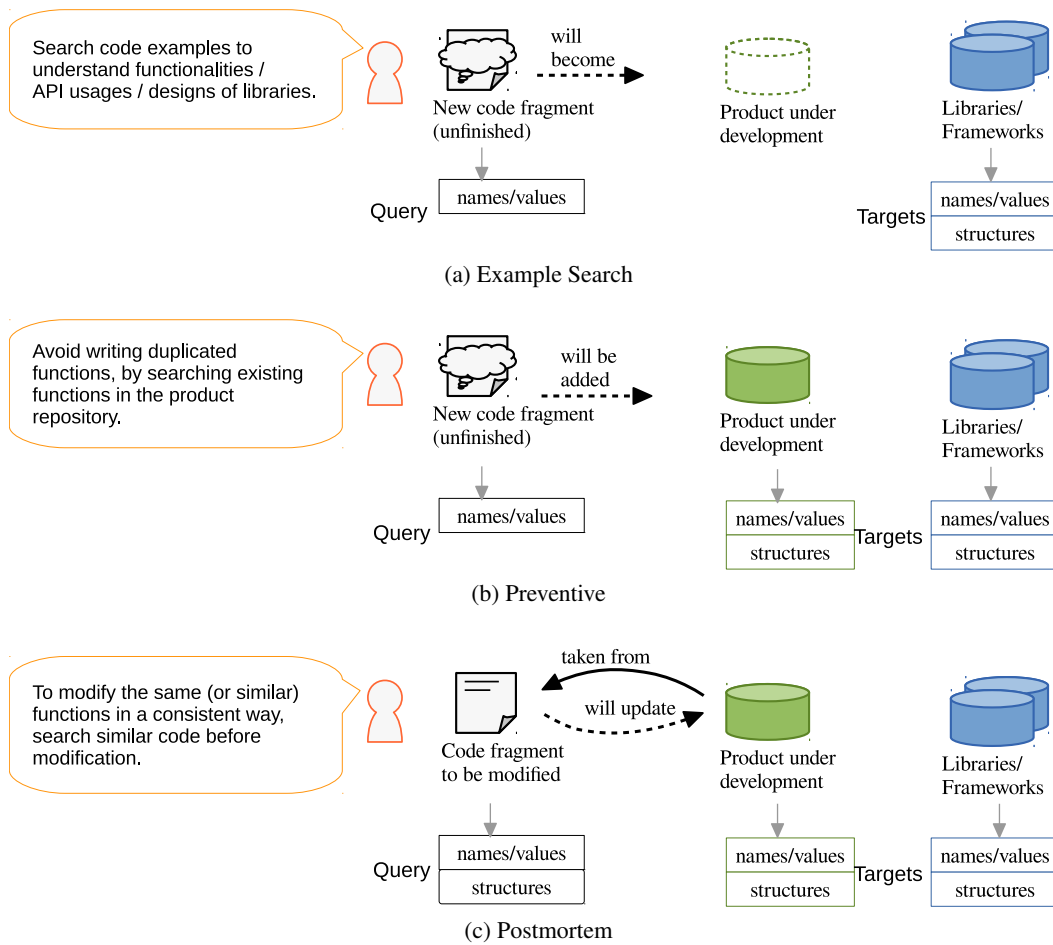 Search code examples to
understand functionalities /
API usages / designs of libraries.
will
become
New code fragment
(unfinished)
Product under
development
Libraries/
Frameworks
Query
names/values
Targets
names/values
structures
(a) Example Search
Avoid writing duplicated
functions, by searching existing
functions in the product
repository.
will be
added
New code fragment
(unfinished)
Product under
development
Libraries/
Frameworks
Query
names/values
names/values
structures
Targets
names/values
structures
(b) Preventive
To modify the same (or similar)
functions in a consistent way,
search similar code before
modification.
taken from
will update
Code fragment
to be modified
Product under
development
Libraries/
Frameworks
Query
names/values
structures
names/values
structures
Targets
names/values
structures
(c) Postmortem